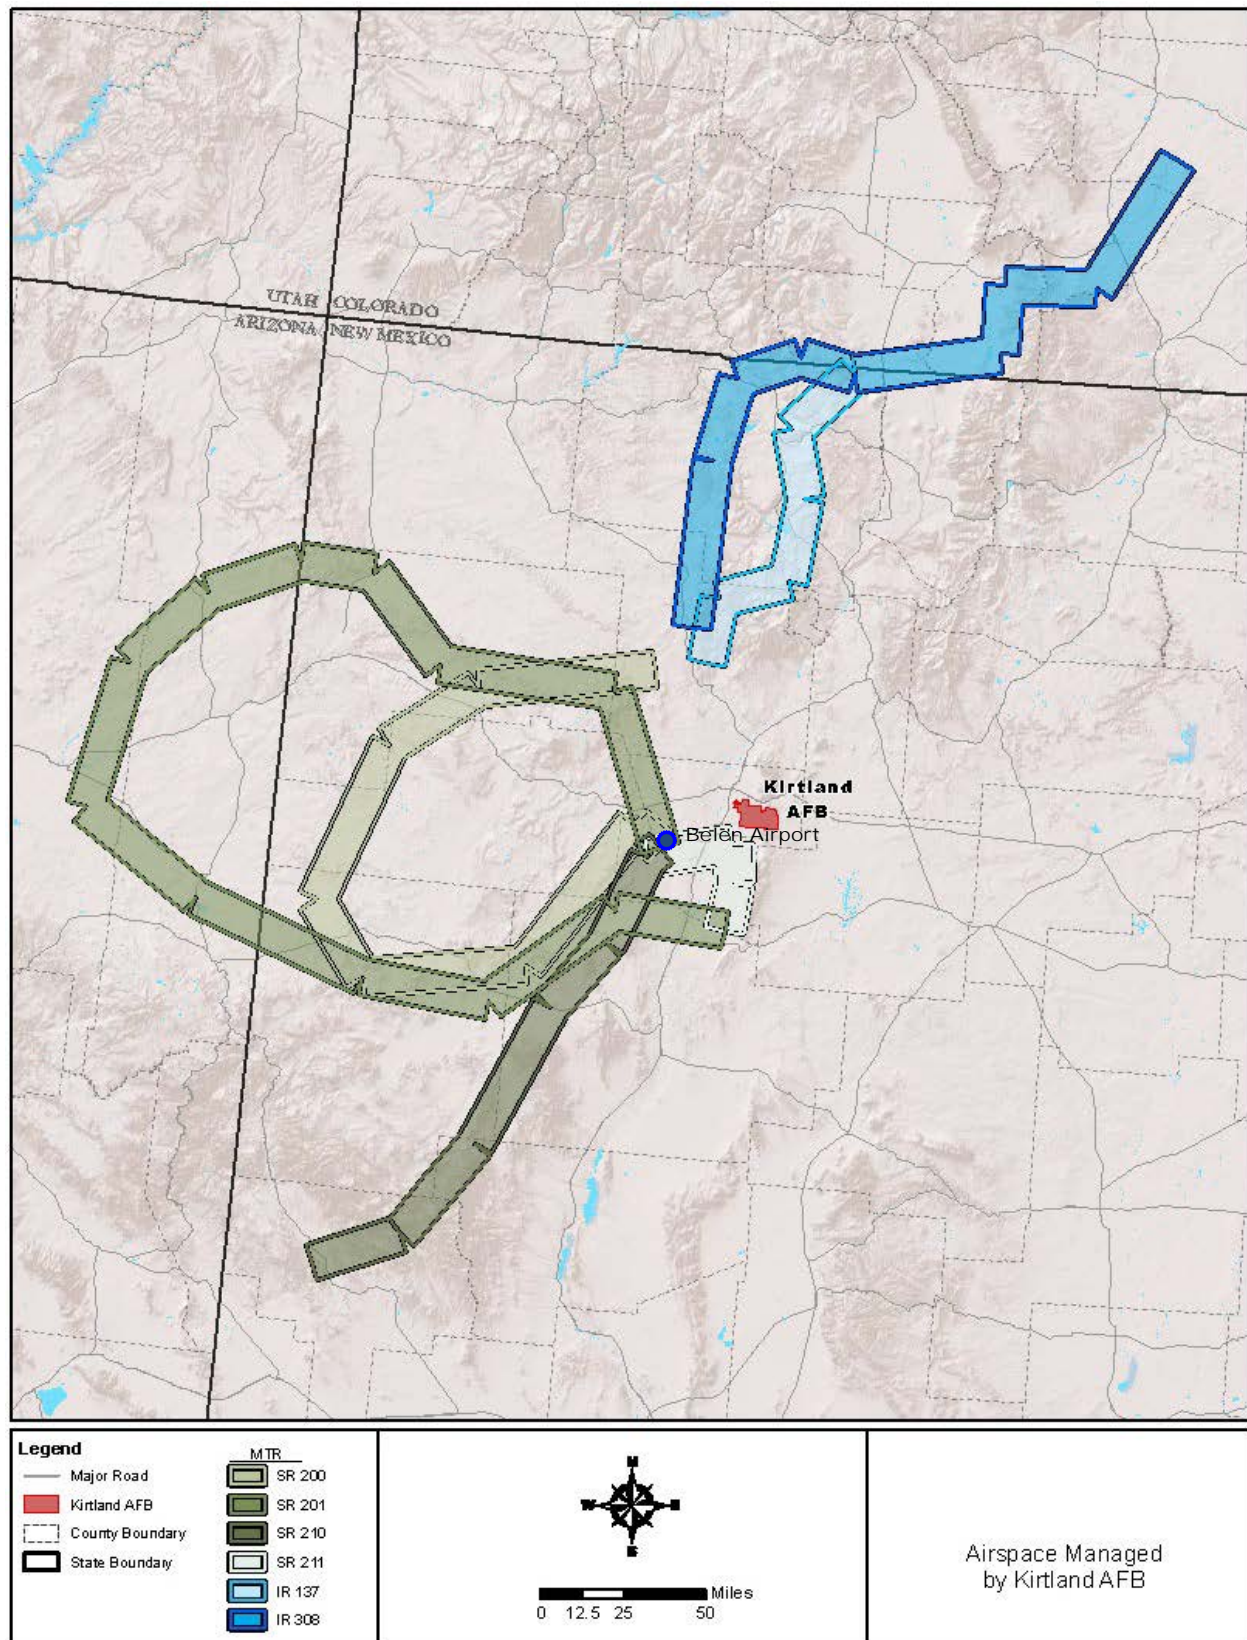 UTAH COLORADO
ARIZONA NEW MEXICO
Kirtland
AFB
Belen Airport
Legend
Major Road
Kirtland AFB
County Boundary
State Boundary
MTR
SR 200
SR 201
SR 210
SR 211
IR 137
IR 308
N
W E
S
Miles
0 12.5 25 50
Airspace Managed
by Kirtland AFB